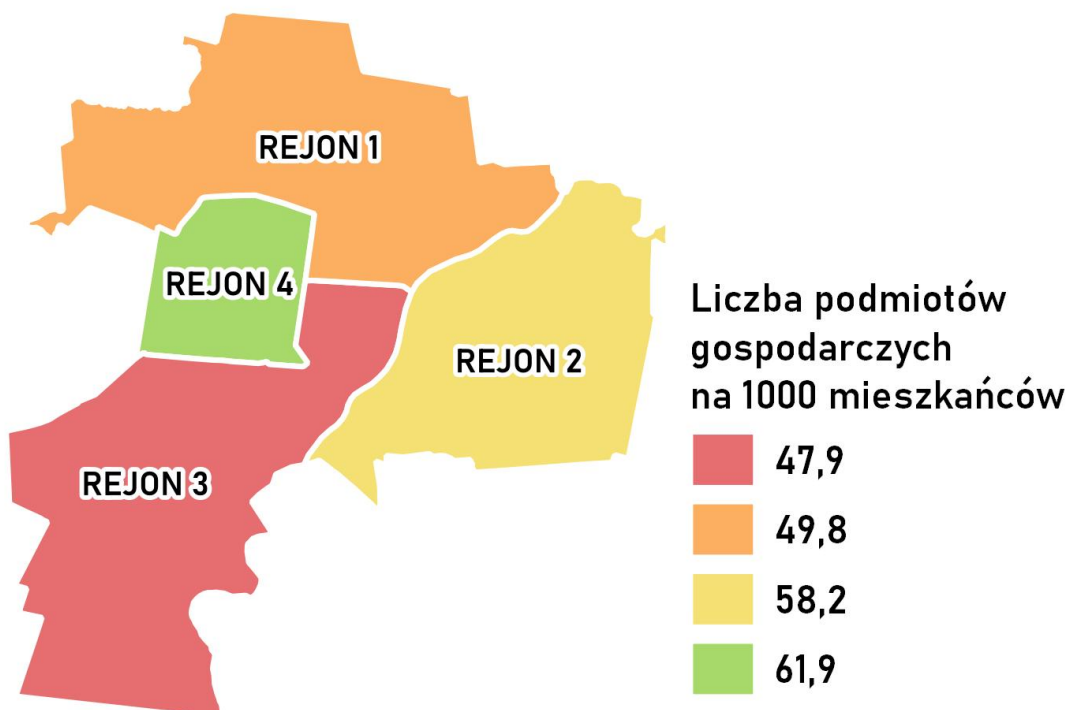 REJON 1
REJON 4
REJON 2
REJON 3
Liczba podmiotów
gospodarczych
na 1000 mieszkańców
47,9
49,8
58,2
61,9